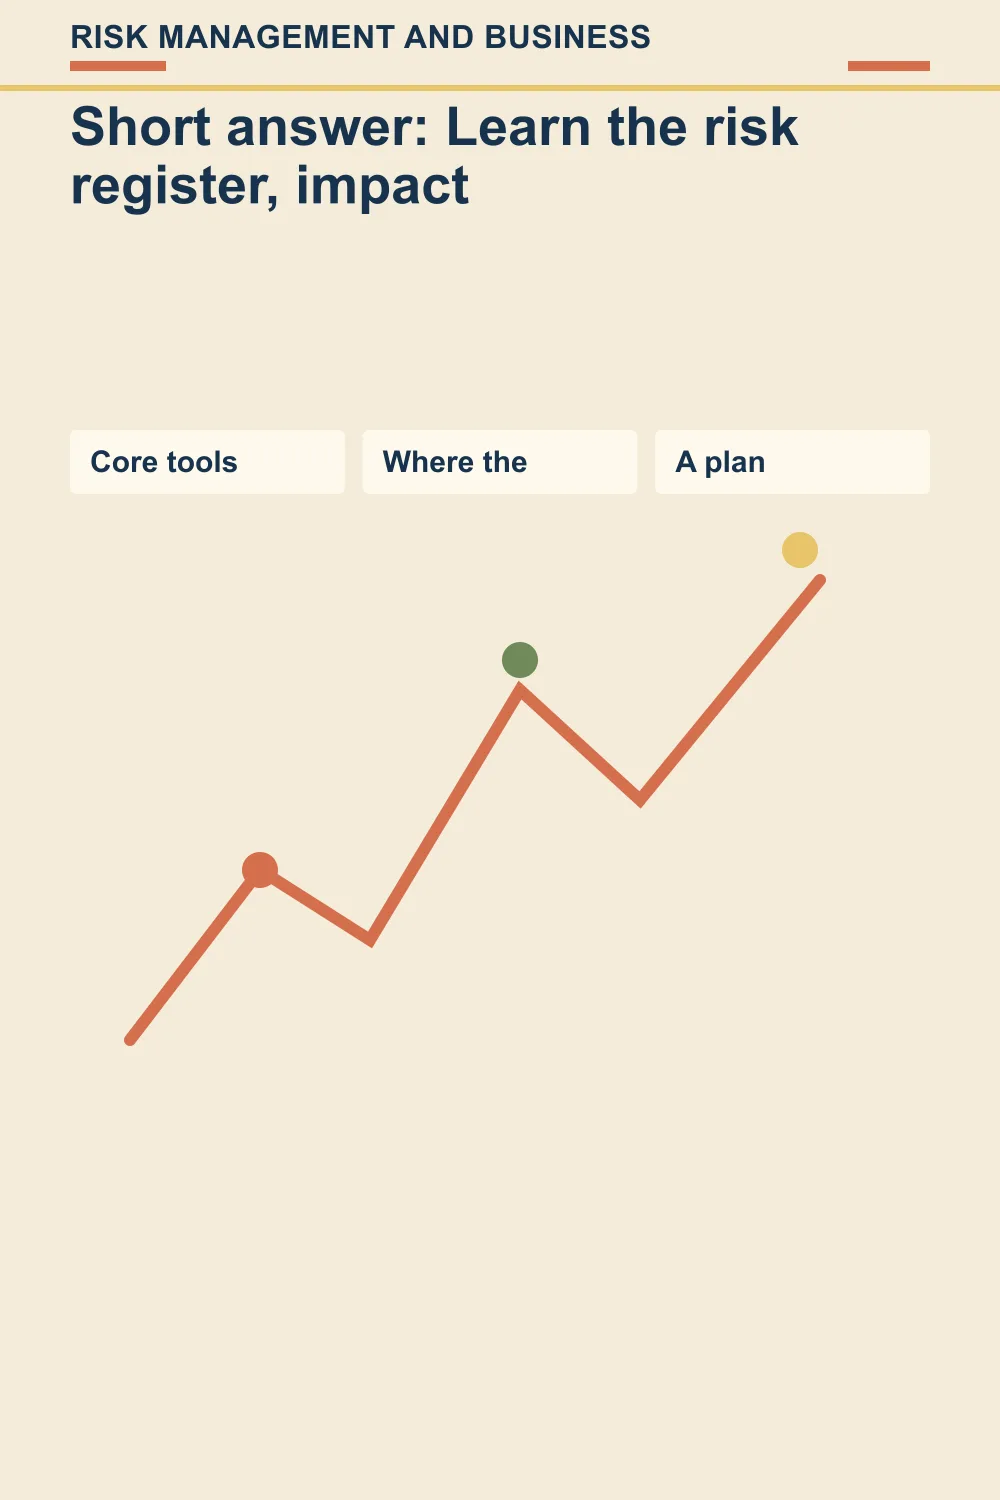 RISK MANAGEMENT AND BUSINESS
Short answer: Learn the risk
register, impact
Core tools
Where the
A plan